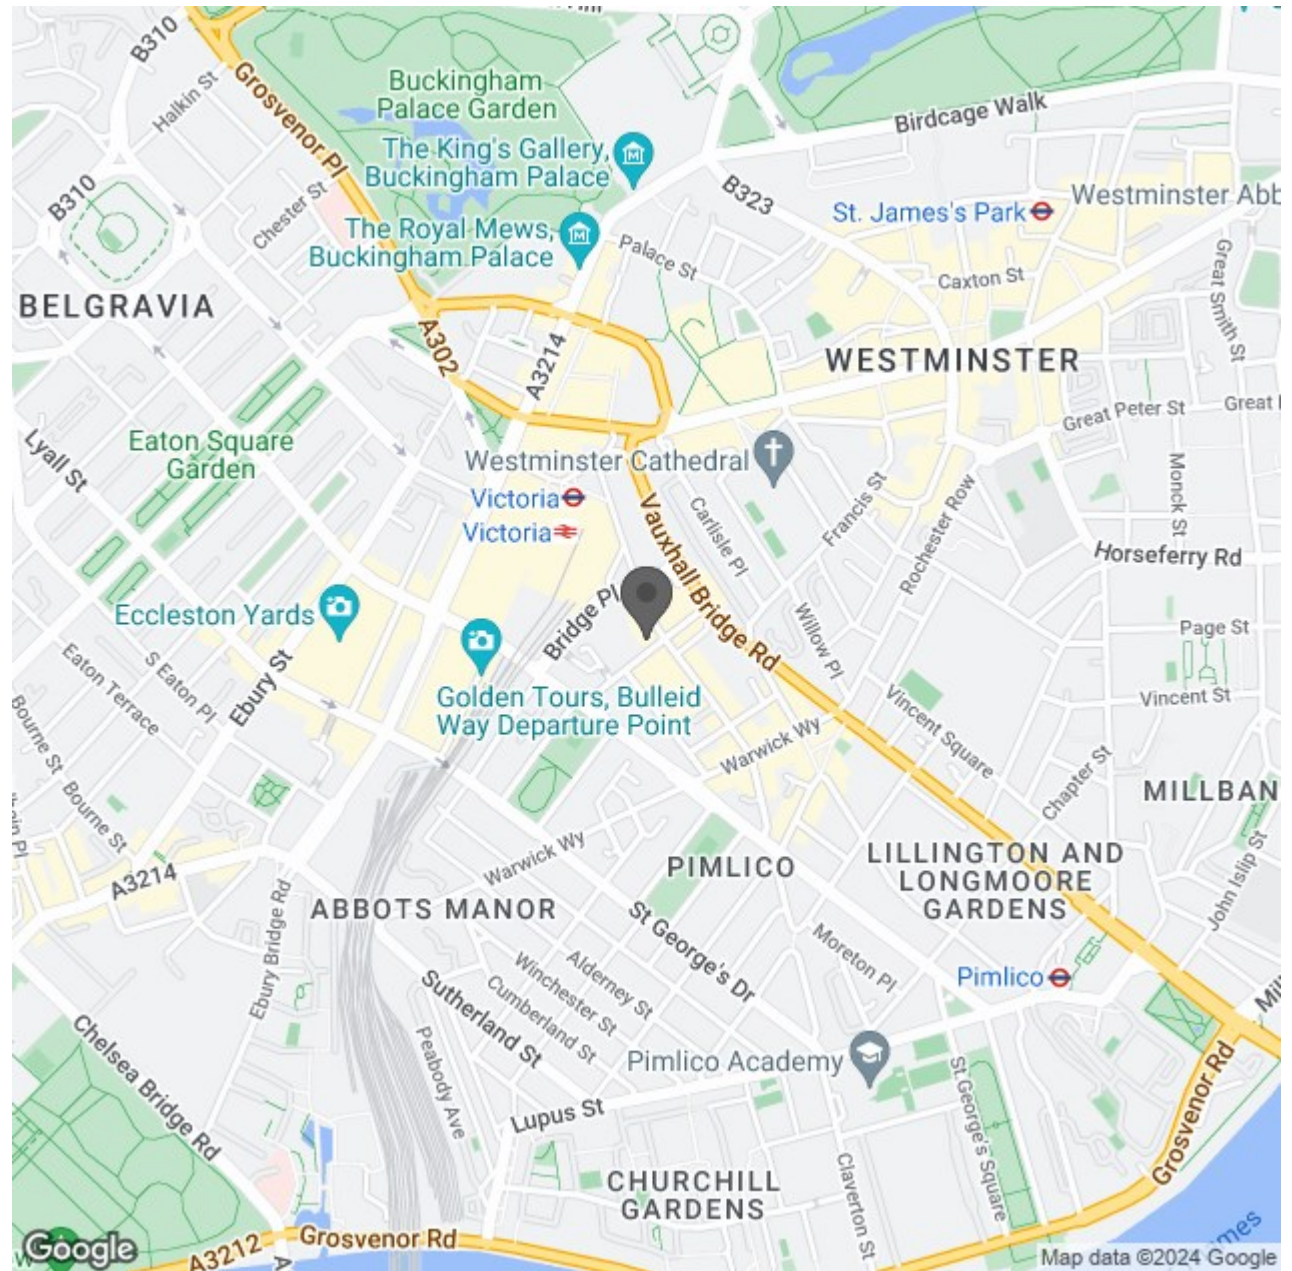 B310
Grosvenor Pl
Halkin St
Buckingham
Palace Garden
Birdcage Walk
The King's Gallery,
Buckingham Palace
B323
B310
Chester St
St. James's Park
Westminster Abb
The Royal Mews,
Buckingham Palace
Palace St
Caxton St
Great Smith St
BELGRAVIA
A302
A3214
WESTMINSTER
Great Peter St
Great
Lyall St
Eaton Square
Garden
Westminster Cathedral
Victoria
Victoria
Vauxhall Bridge Rd
Carlisle Pl
Francis St
Rochester Row
Monck St
Horseferry Rd
Eccleston Yards
Bridge Pl
Willow Pl
Page St
Eaton Terrace
S Eaton Pl
Ebury St
Golden Tours, Bulleid
Way Departure Point
Vincent St
Vincent Square
Bourne St
Warwick Wy
Chapter St
MILLBAN
Bourne St
Warwick Wy
PIMLICO
LILLINGTON AND
LONGMOORE
GARDENS
John Islip St
A3214
ABBOTS MANOR
Ebury Bridge Rd
St George's Dr
Moreton Pl
Alderney St
Winchester St
Cumberland St
Sutherland St
Pimlico
Mil
Chelsea Bridge Rd
Peabody Ave
Pimlico Academy
St.George's Square
Grosvenor Rd
Lupus St
CHURCHILL
GARDENS
Claverton St
Google
A3212
Grosvenor Rd
Map data ©2024 Google